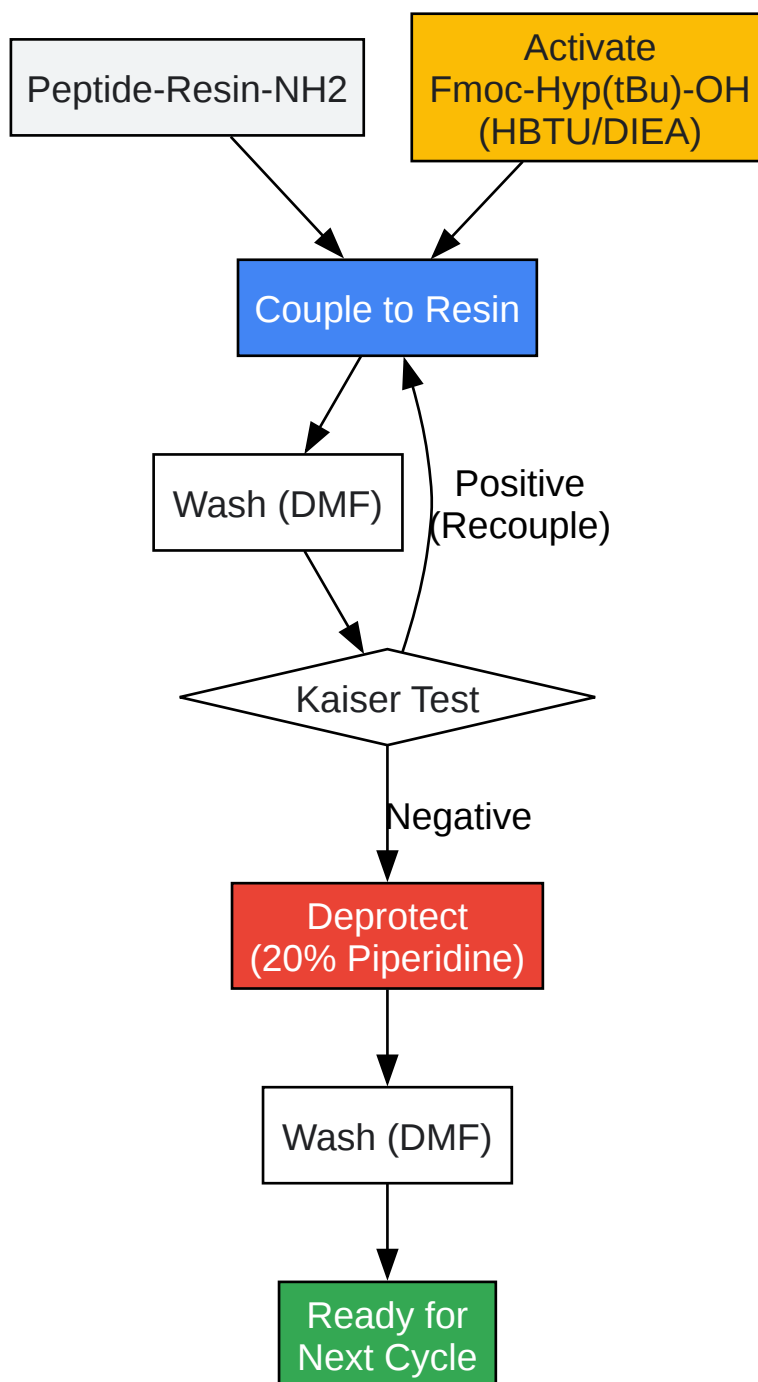 Peptide-Resin-NH2
Activate
Fmoc-Hyp(tBu)-OH
(HBTU/DIEA)
Couple to Resin
Wash (DMF)
Positive
(Recouple)
Kaiser Test
Negative
Deprotect
(20% Piperidine)
Wash (DMF)
Ready for
Next Cycle